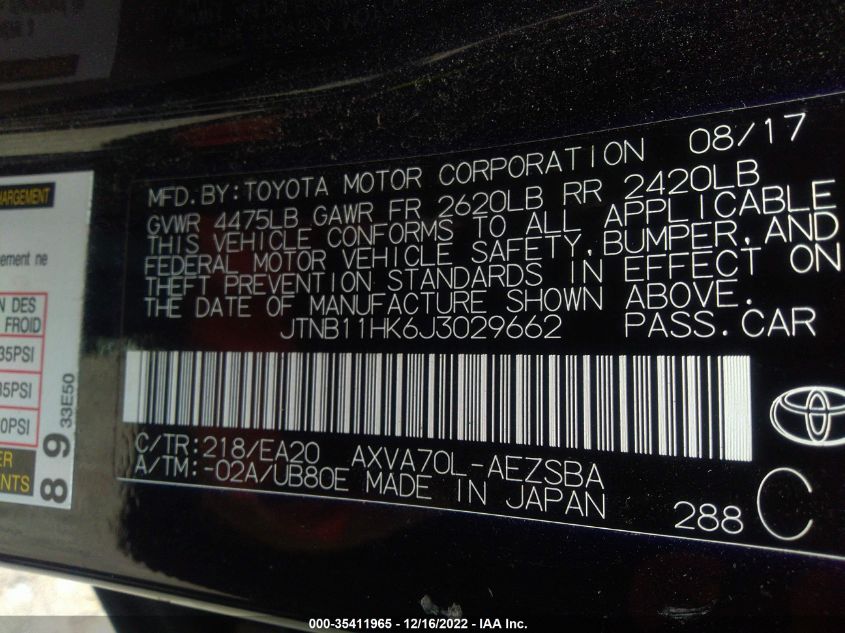 MFD.BY:TOYOTA MOTOR CORPORATION 08/17
GVWR 4475LB GAWR FR 2620LB RR 2420LB
THIS VEHICLE CONFORMS TO ALL APPLICABLE
FEDERAL MOTOR VEHICLE SAFETY,BUMPER,AND
THEFT PREVENTION STANDARDS IN EFFECT ON
THE DATE OF MANUFACTURE SHOWN ABOVE.
JTNB11HK6J3029662 PASS.CAR
C/TR:218/EA20 AXVA70L-AEZSBA
A/TM:-02A/UB80E MADE IN JAPAN
288 C
CHARGEMENT
ne
DES
FROID
35PSI
35PSI
0PSI
89
33E50
000-35411965 - 12/16/2022 - IAA Inc.